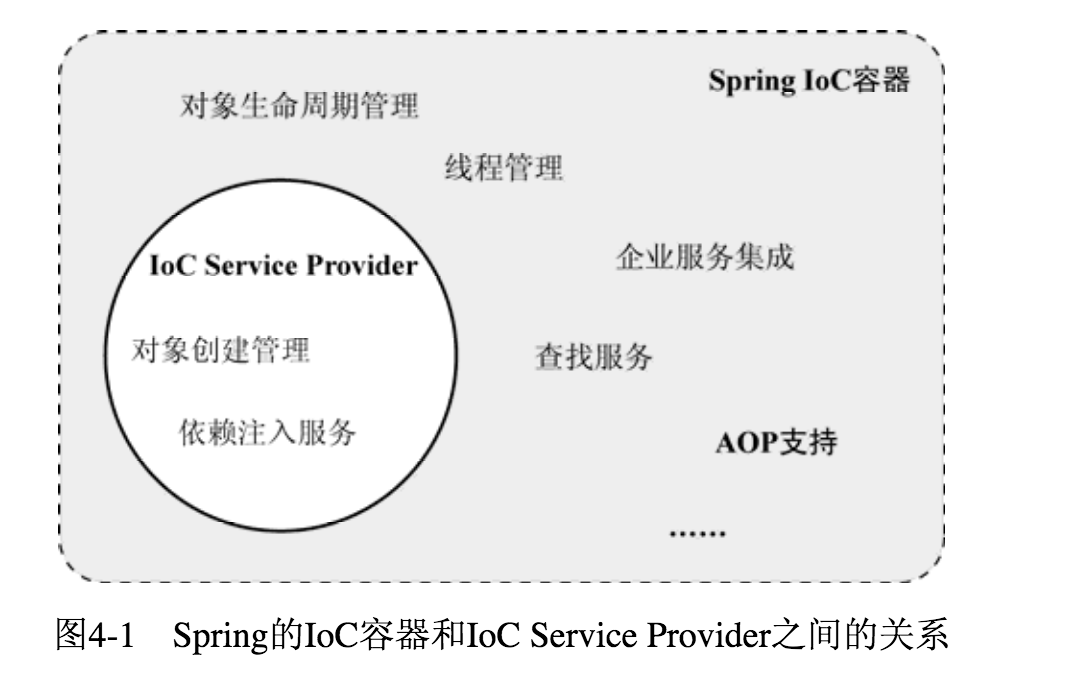 Spring IoC容器
对象生命周期管理
线程管理
IoC Service Provider
企业服务集成
对象创建管理
查找服务
依赖注入服务
AOP支持
……
图4-1 Spring的IoC容器和IoC Service Provider之间的关系